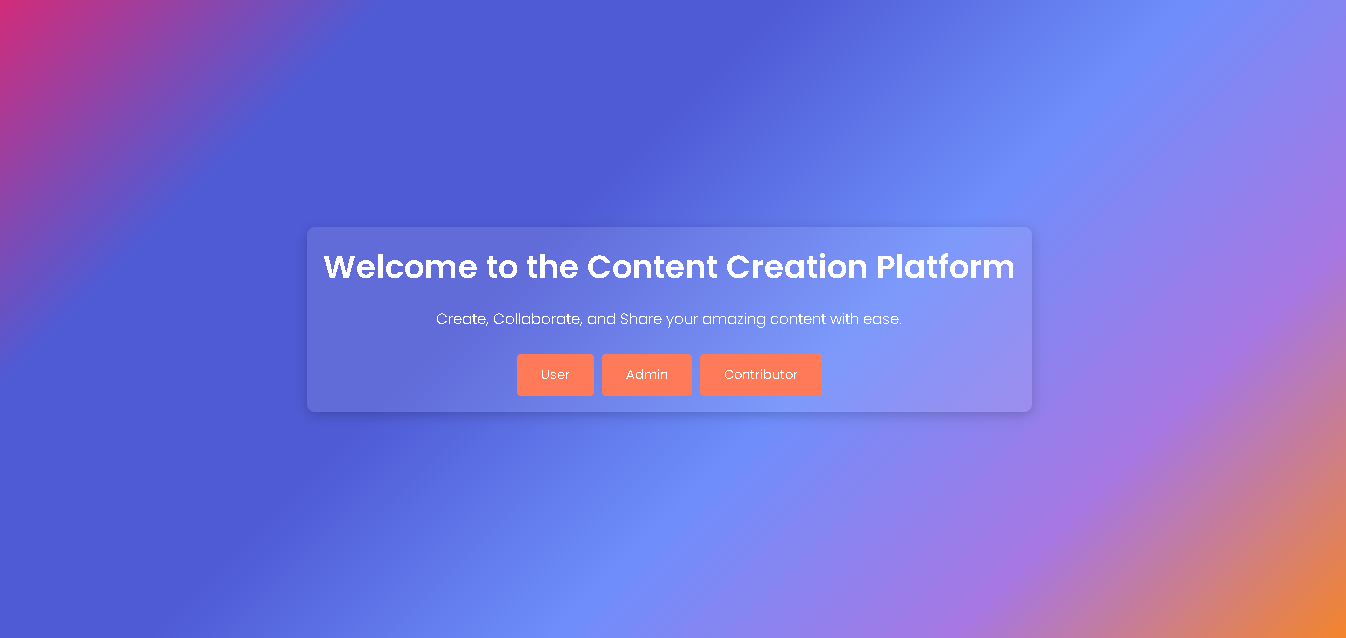 Welcome to the Content Creation Platform
Create, Collaborate, and Share your amazing content with ease.
User Admin Contributor